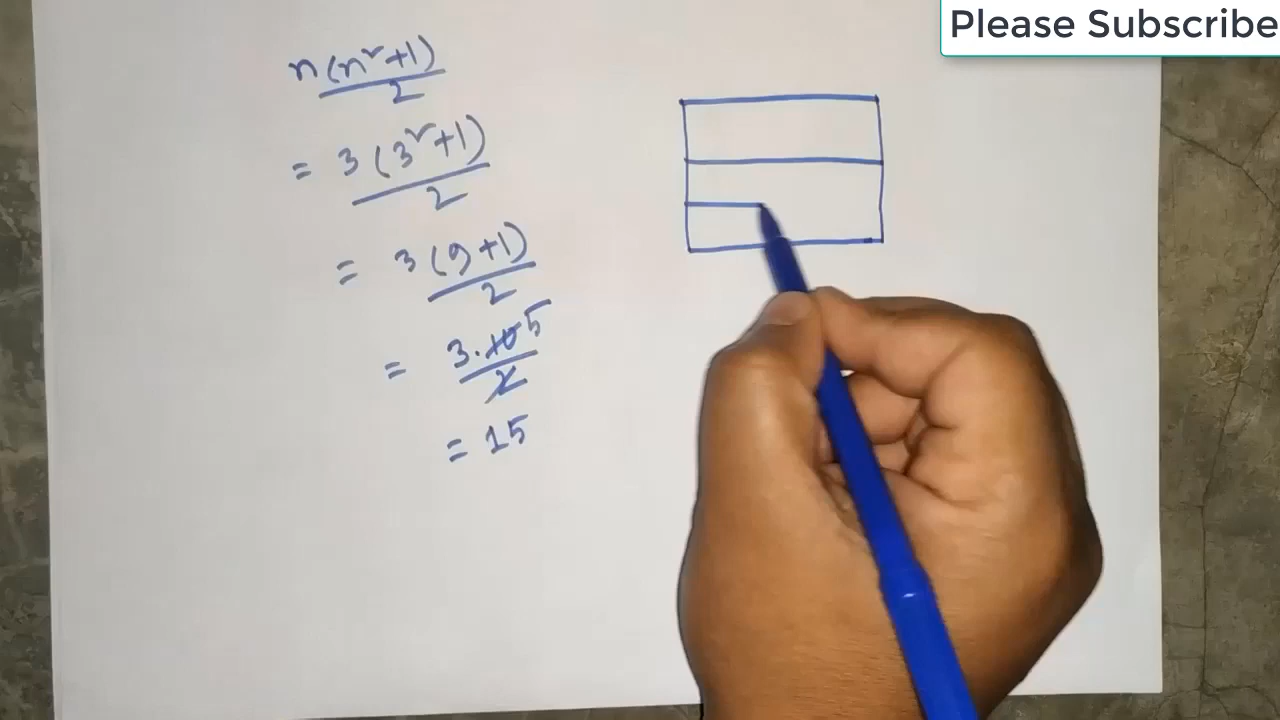 Please Subscribe
n(n²+1)/2
= 3(3²+1)/2
= 3(9+1)/2
= 3·10 5/2
= 15